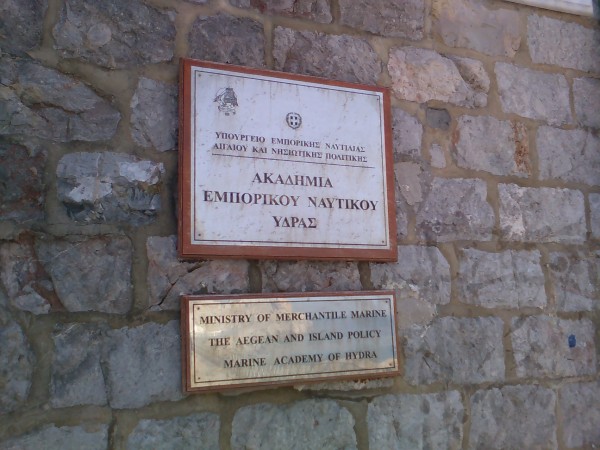 ΥΠΟΥΡΓΕΙΟ ΕΜΠΟΡΙΚΗΣ ΝΑΥΤΙΛΙΑΣ
ΑΙΓΑΙΟΥ ΚΑΙ ΝΗΣΙΩΤΙΚΗΣ ΠΟΛΙΤΙΚΗΣ
ΑΚΑΔΗΜΙΑ
ΕΜΠΟΡΙΚΟΥ ΝΑΥΤΙΚΟΥ
ΥΔΡΑΣ
MINISTRY OF MERCHANTILE MARINE
THE AEGEAN AND ISLAND POLICY
MARINE ACADEMY OF HYDRA